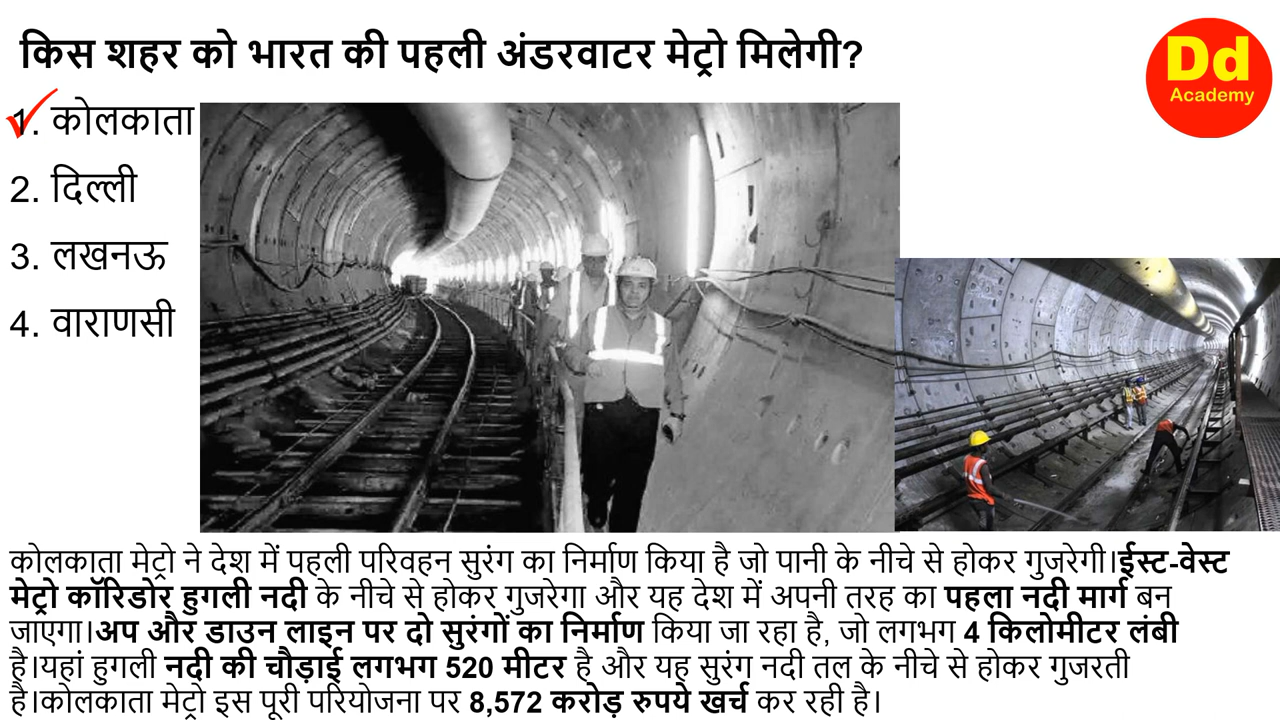 किस शहर को भारत की पहली अंडरवाटर मेट्रो मिलेगी?
Dd
Academy
1. कोलकाता
2. दिल्ली
3. लखनऊ
4. वाराणसी
कोलकाता मेट्रो ने देश में पहली परिवहन सुरंग का निर्माण किया है जो पानी के नीचे से होकर गुजरेगी।ईस्ट-वेस्ट
मेट्रो कॉरिडोर हुगली नदी के नीचे से होकर गुजरेगा और यह देश में अपनी तरह का पहला नदी मार्ग बन
जाएगा।अप और डाउन लाइन पर दो सुरंगों का निर्माण किया जा रहा है, जो लगभग 4 किलोमीटर लंबी
है।यहां हुगली नदी की चौड़ाई लगभग 520 मीटर है और यह सुरंग नदी तल के नीचे से होकर गुजरती
है।कोलकाता मेट्रो इस पूरी परियोजना पर 8,572 करोड़ रुपये खर्च कर रही है।